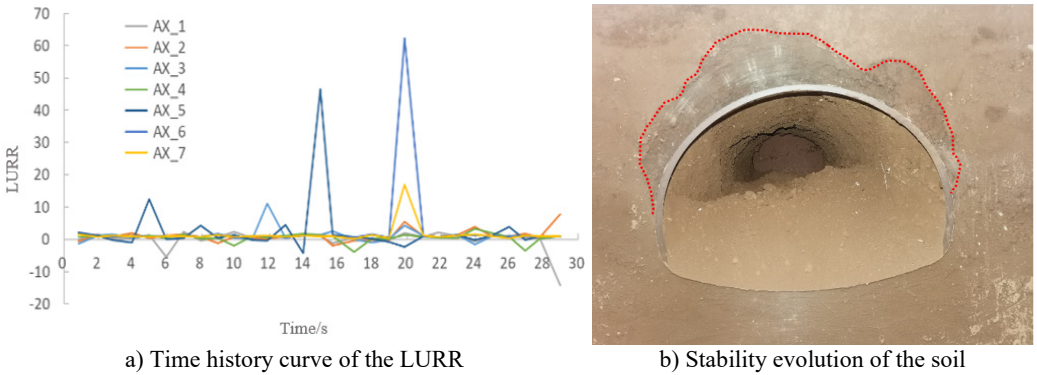 70
60
50
40
30
20
10
0
-10
-20
LURR
AX_1
AX_2
AX_3
AX_4
AX_5
AX_6
AX_7
0 2 4 6 8 10 12 14 16 18 20 22 24 26 28 30
Time/s
a) Time history curve of the LURR
b) Stability evolution of the soil